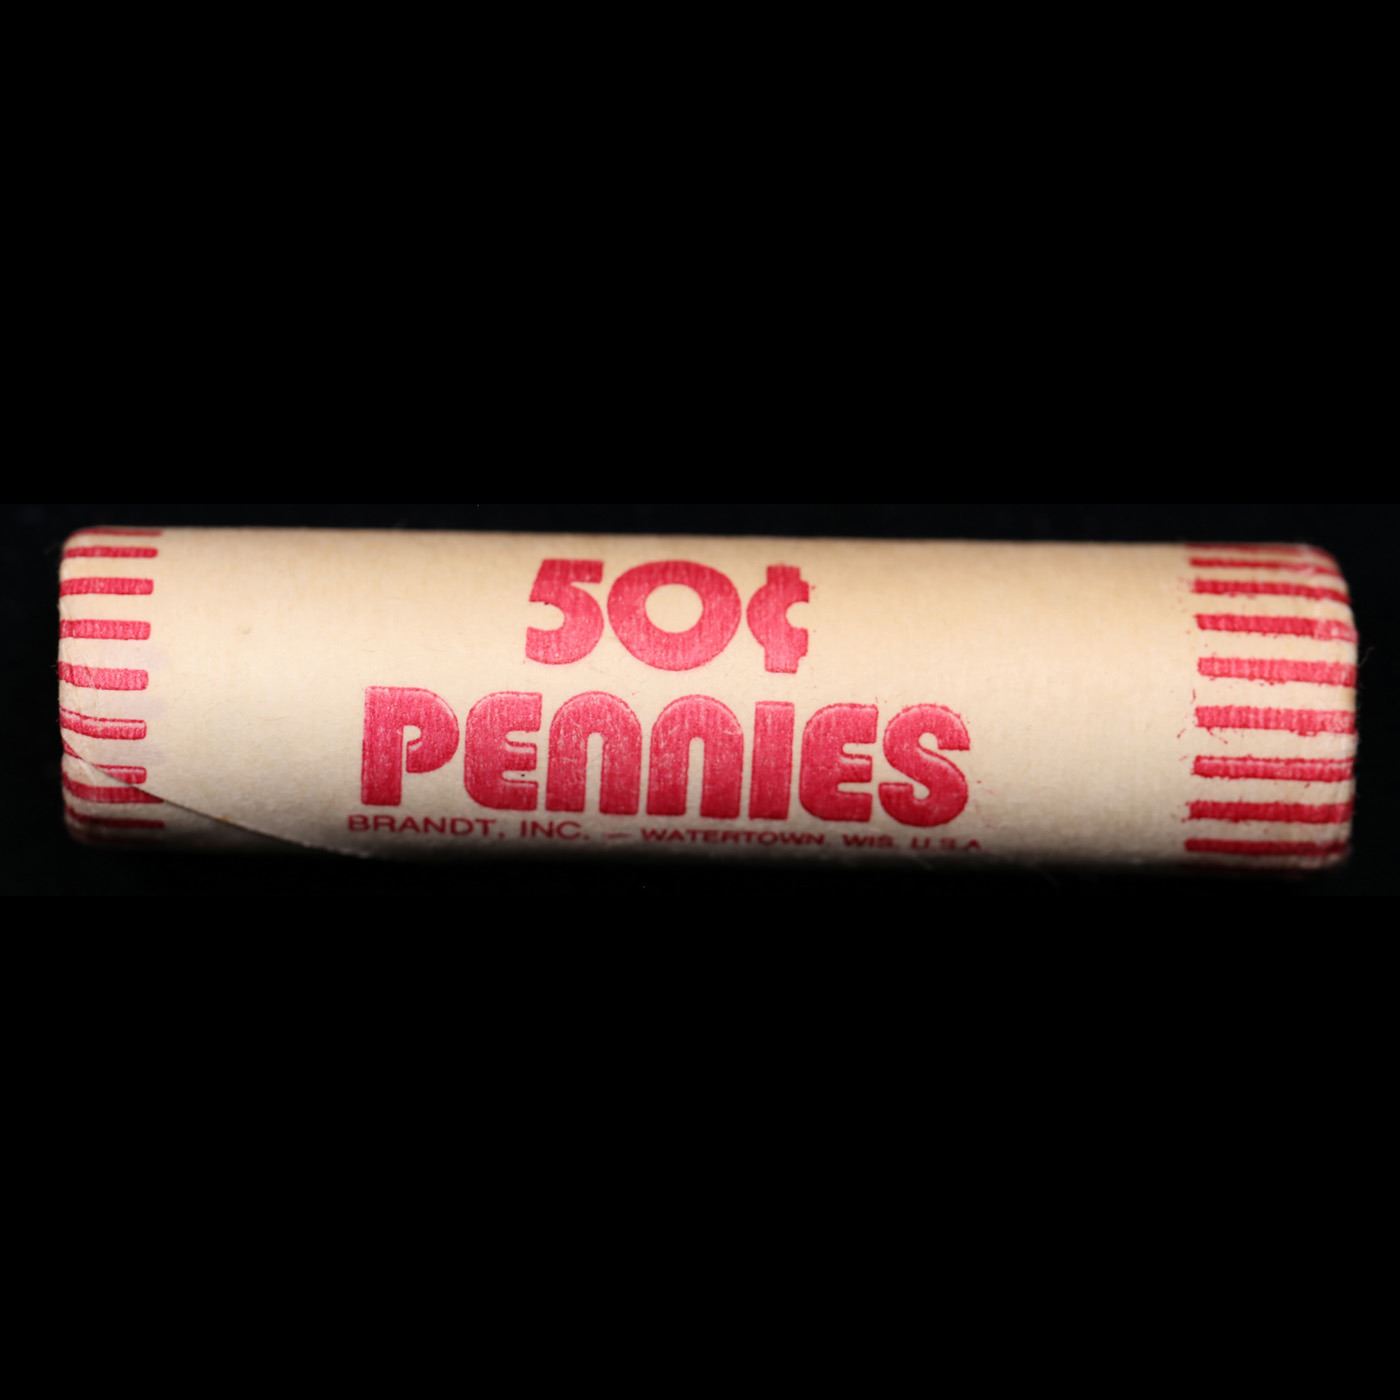 50¢
PENNIES
BRANDT, INC. — WATERTOWN, WIS. U.S.A